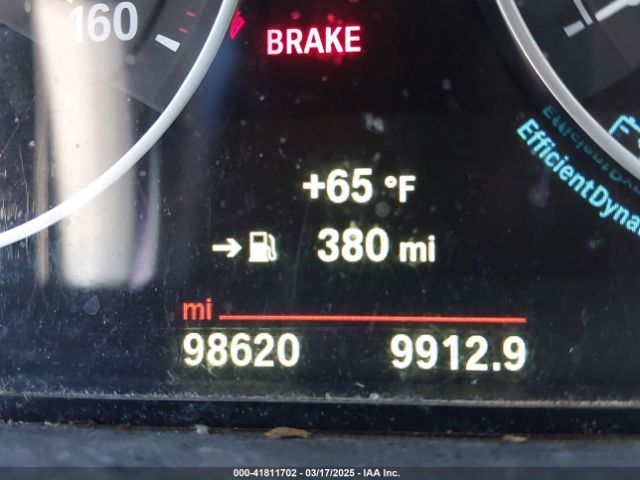 160
BRAKE
+65 °F
380 mi
EfficientDyna
mi
98620 9912.9
000-41811702 - 03/17/2025 - IAA Inc.